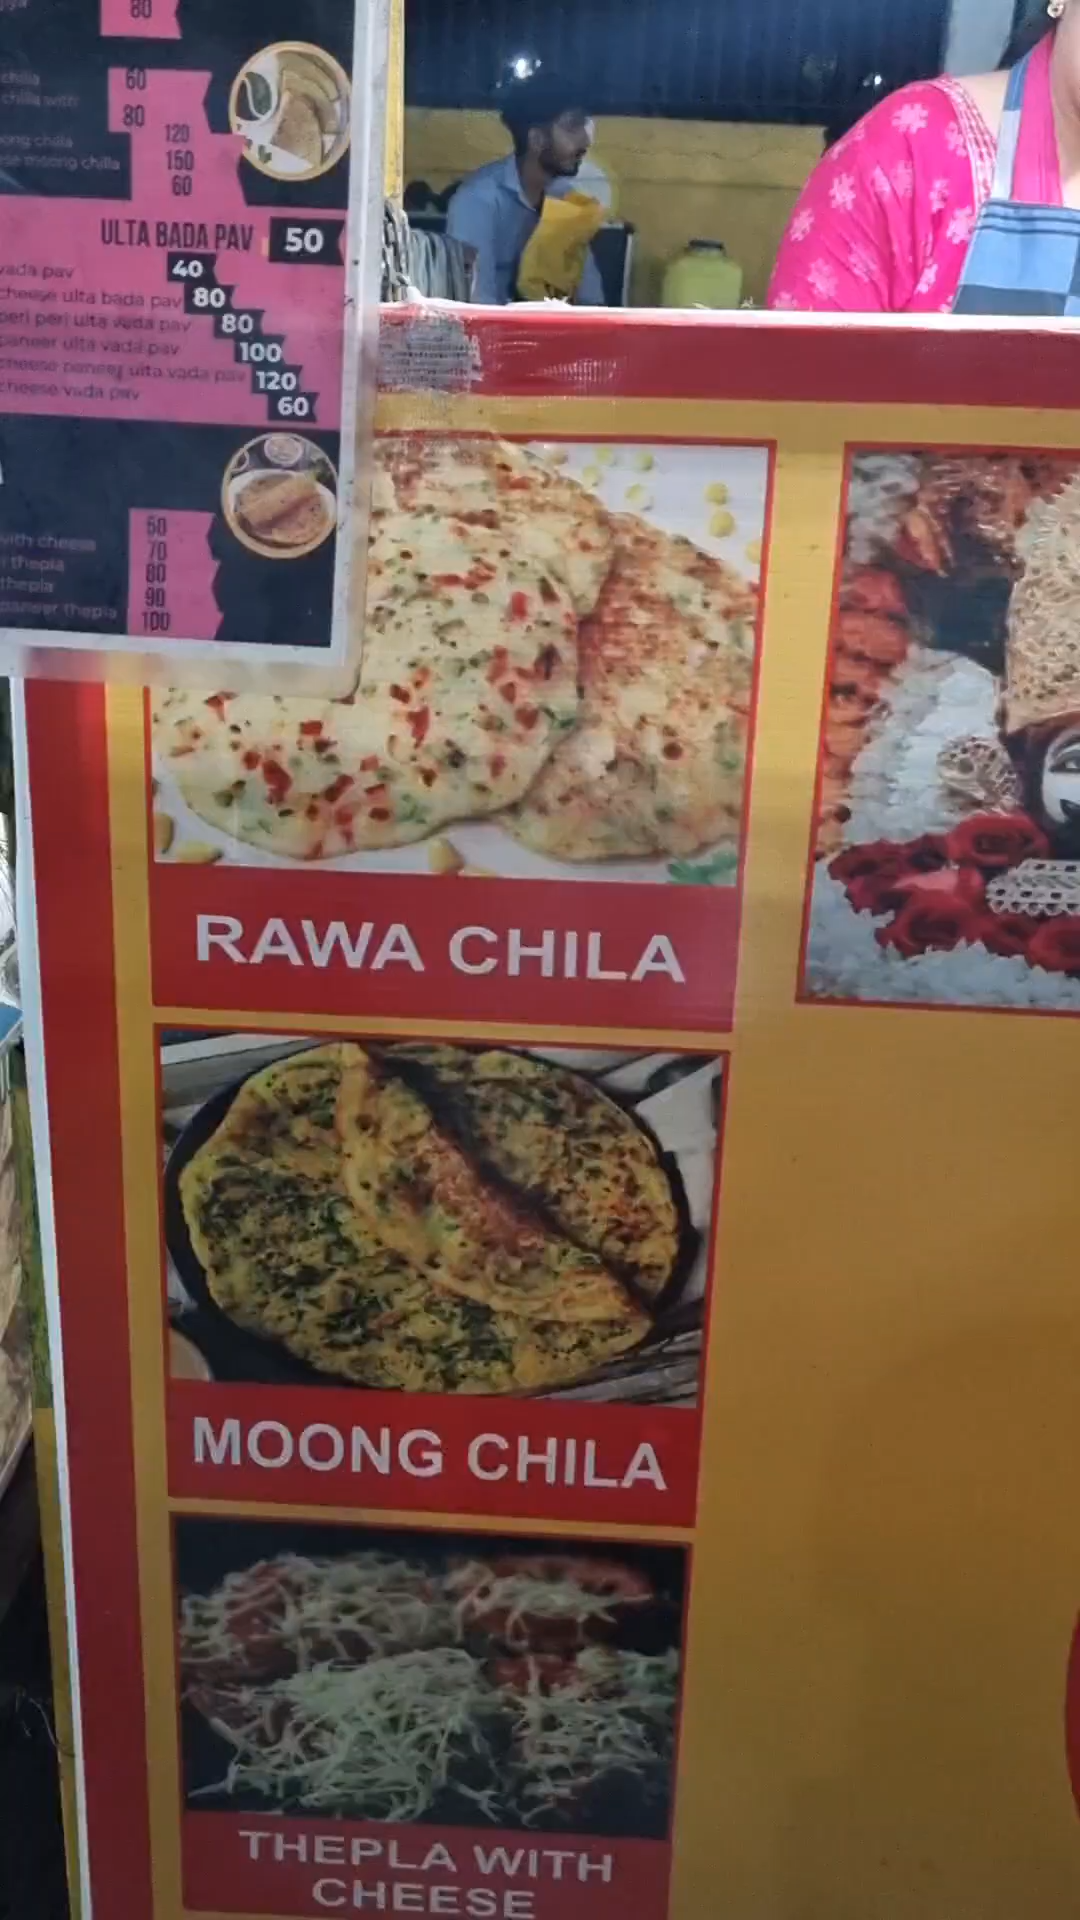 80
chilla
60
chilla with
80
120
moong chilla
150
60
ULTA BADA PAV 50
vada pav 40
cheese ulta bada pav 80
peri peri ulta vada pav 80
paneer ulta vada pav 100
cheese paneer ulta vada pav 120
cheese vada pav 60
50
with cheese 70
thepla 80
thepla 90
paneer thepla 100
RAWA CHILA
MOONG CHILA
THEPLA WITH
CHEESE